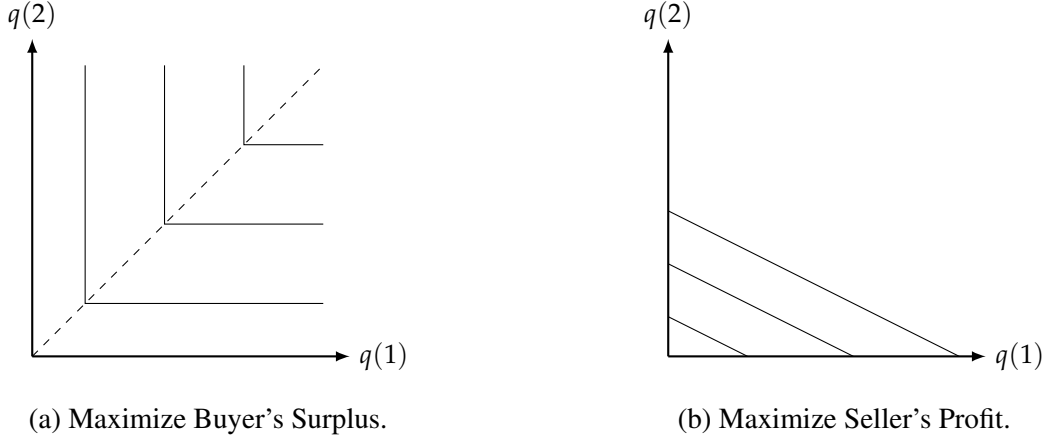 q(2)
q(1)
(a) Maximize Buyer's Surplus.
q(2)
q(1)
(b) Maximize Seller's Profit.